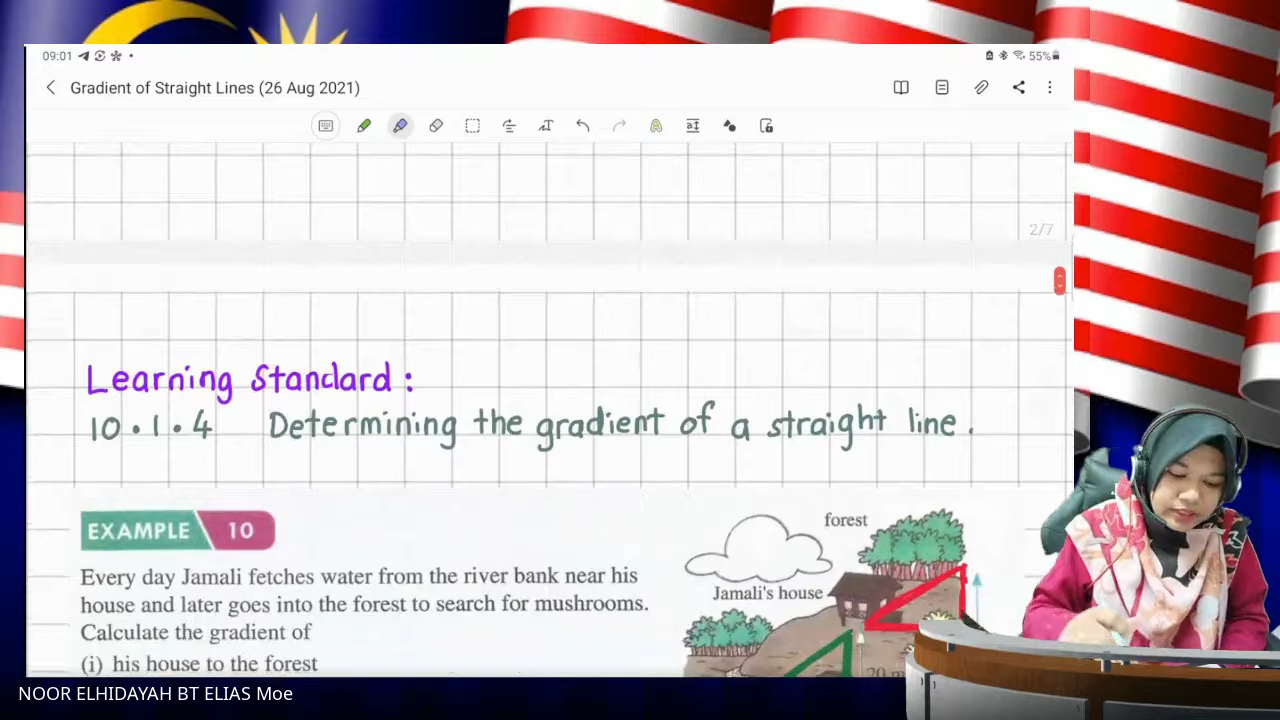 09:01
55%
Gradient of Straight Lines (26 Aug 2021)
2/7
Learning Standard :
10.1.4 Determining the gradient of a straight line.
EXAMPLE 10
forest
Every day Jamali fetches water from the river bank near his
house and later goes into the forest to search for mushrooms.
Calculate the gradient of
(i) his house to the forest
Jamali's house
20 m
NOOR ELHIDAYAH BT ELIAS Moe